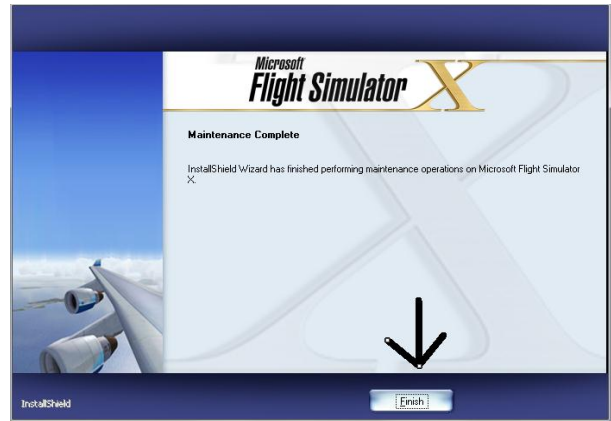 Microsoft
Flight Simulator X
Maintenance Complete
InstallShield Wizard has finished performing maintenance operations on Microsoft Flight Simulator
X.
InstallShield
Finish